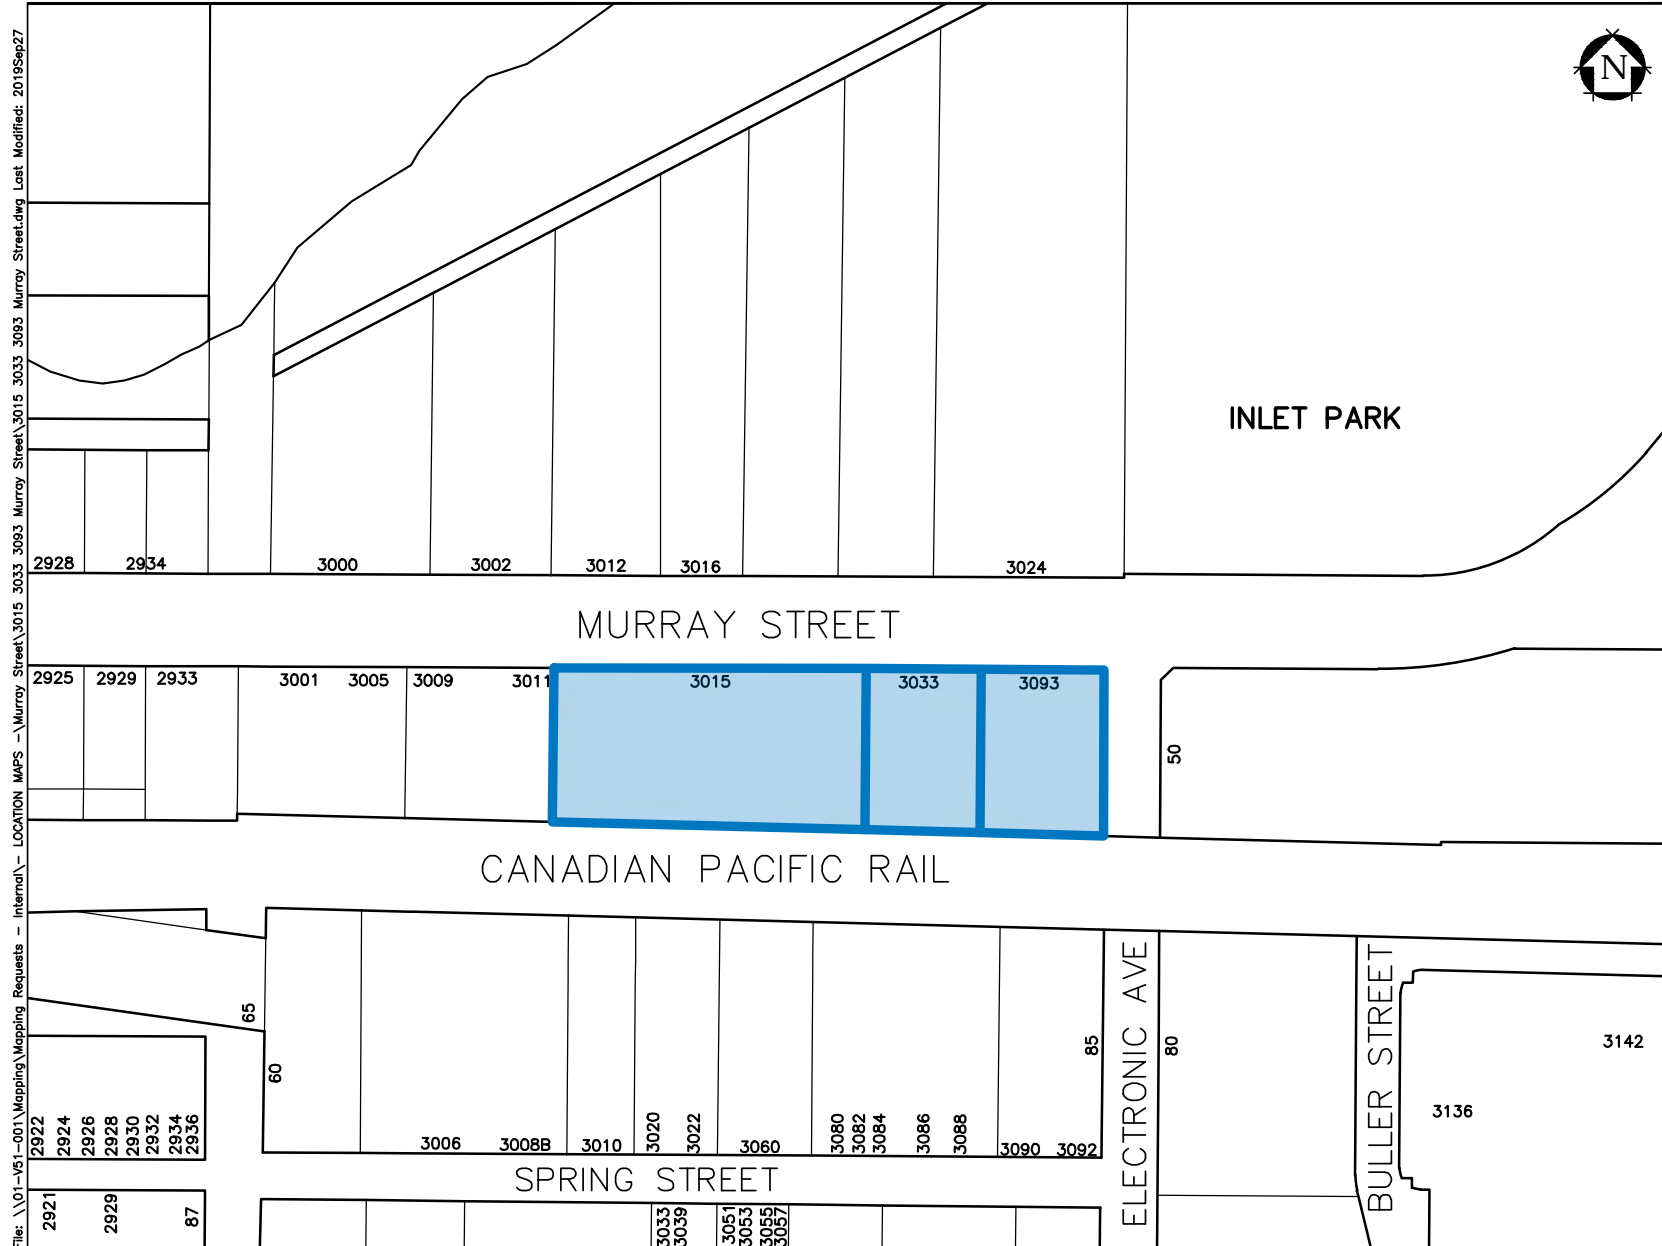 File: \\01-V51-001\Mapping\Mapping Requests - Internal\- LOCATION MAPS -\Murray Street\3015 3033 3093 Murray Street\3015 3033 3093 Murray Street.dwg Last Modified: 2019Sep27
N
INLET PARK
2928 2934 3000 3002 3012 3016 3024
MURRAY STREET
2925 2929 2933 3001 3005 3009 3011 3015 3033 3093
50
CANADIAN PACIFIC RAIL
ELECTRONIC AVE
BULLER STREET
65
60
85
80
3142
3136
2922 2924 2926 2928 2930 2932 2934 2936
3006 3008B 3010 3020 3022 3060 3080 3082 3084 3086 3088 3090 3092
SPRING STREET
2921 2929 87 3033 3039 3051 3053 3055 3057